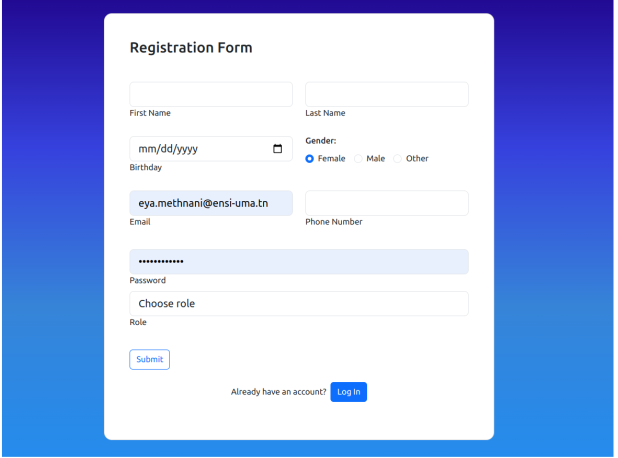 Registration Form
First Name
Last Name
Gender:
mm/dd/yyyy
Female Male Other
Birthday
eya.methnani@ensi-uma.tn
Email
Phone Number
••••••••••••
Password
Choose role
Role
Submit
Already have an account? Log In